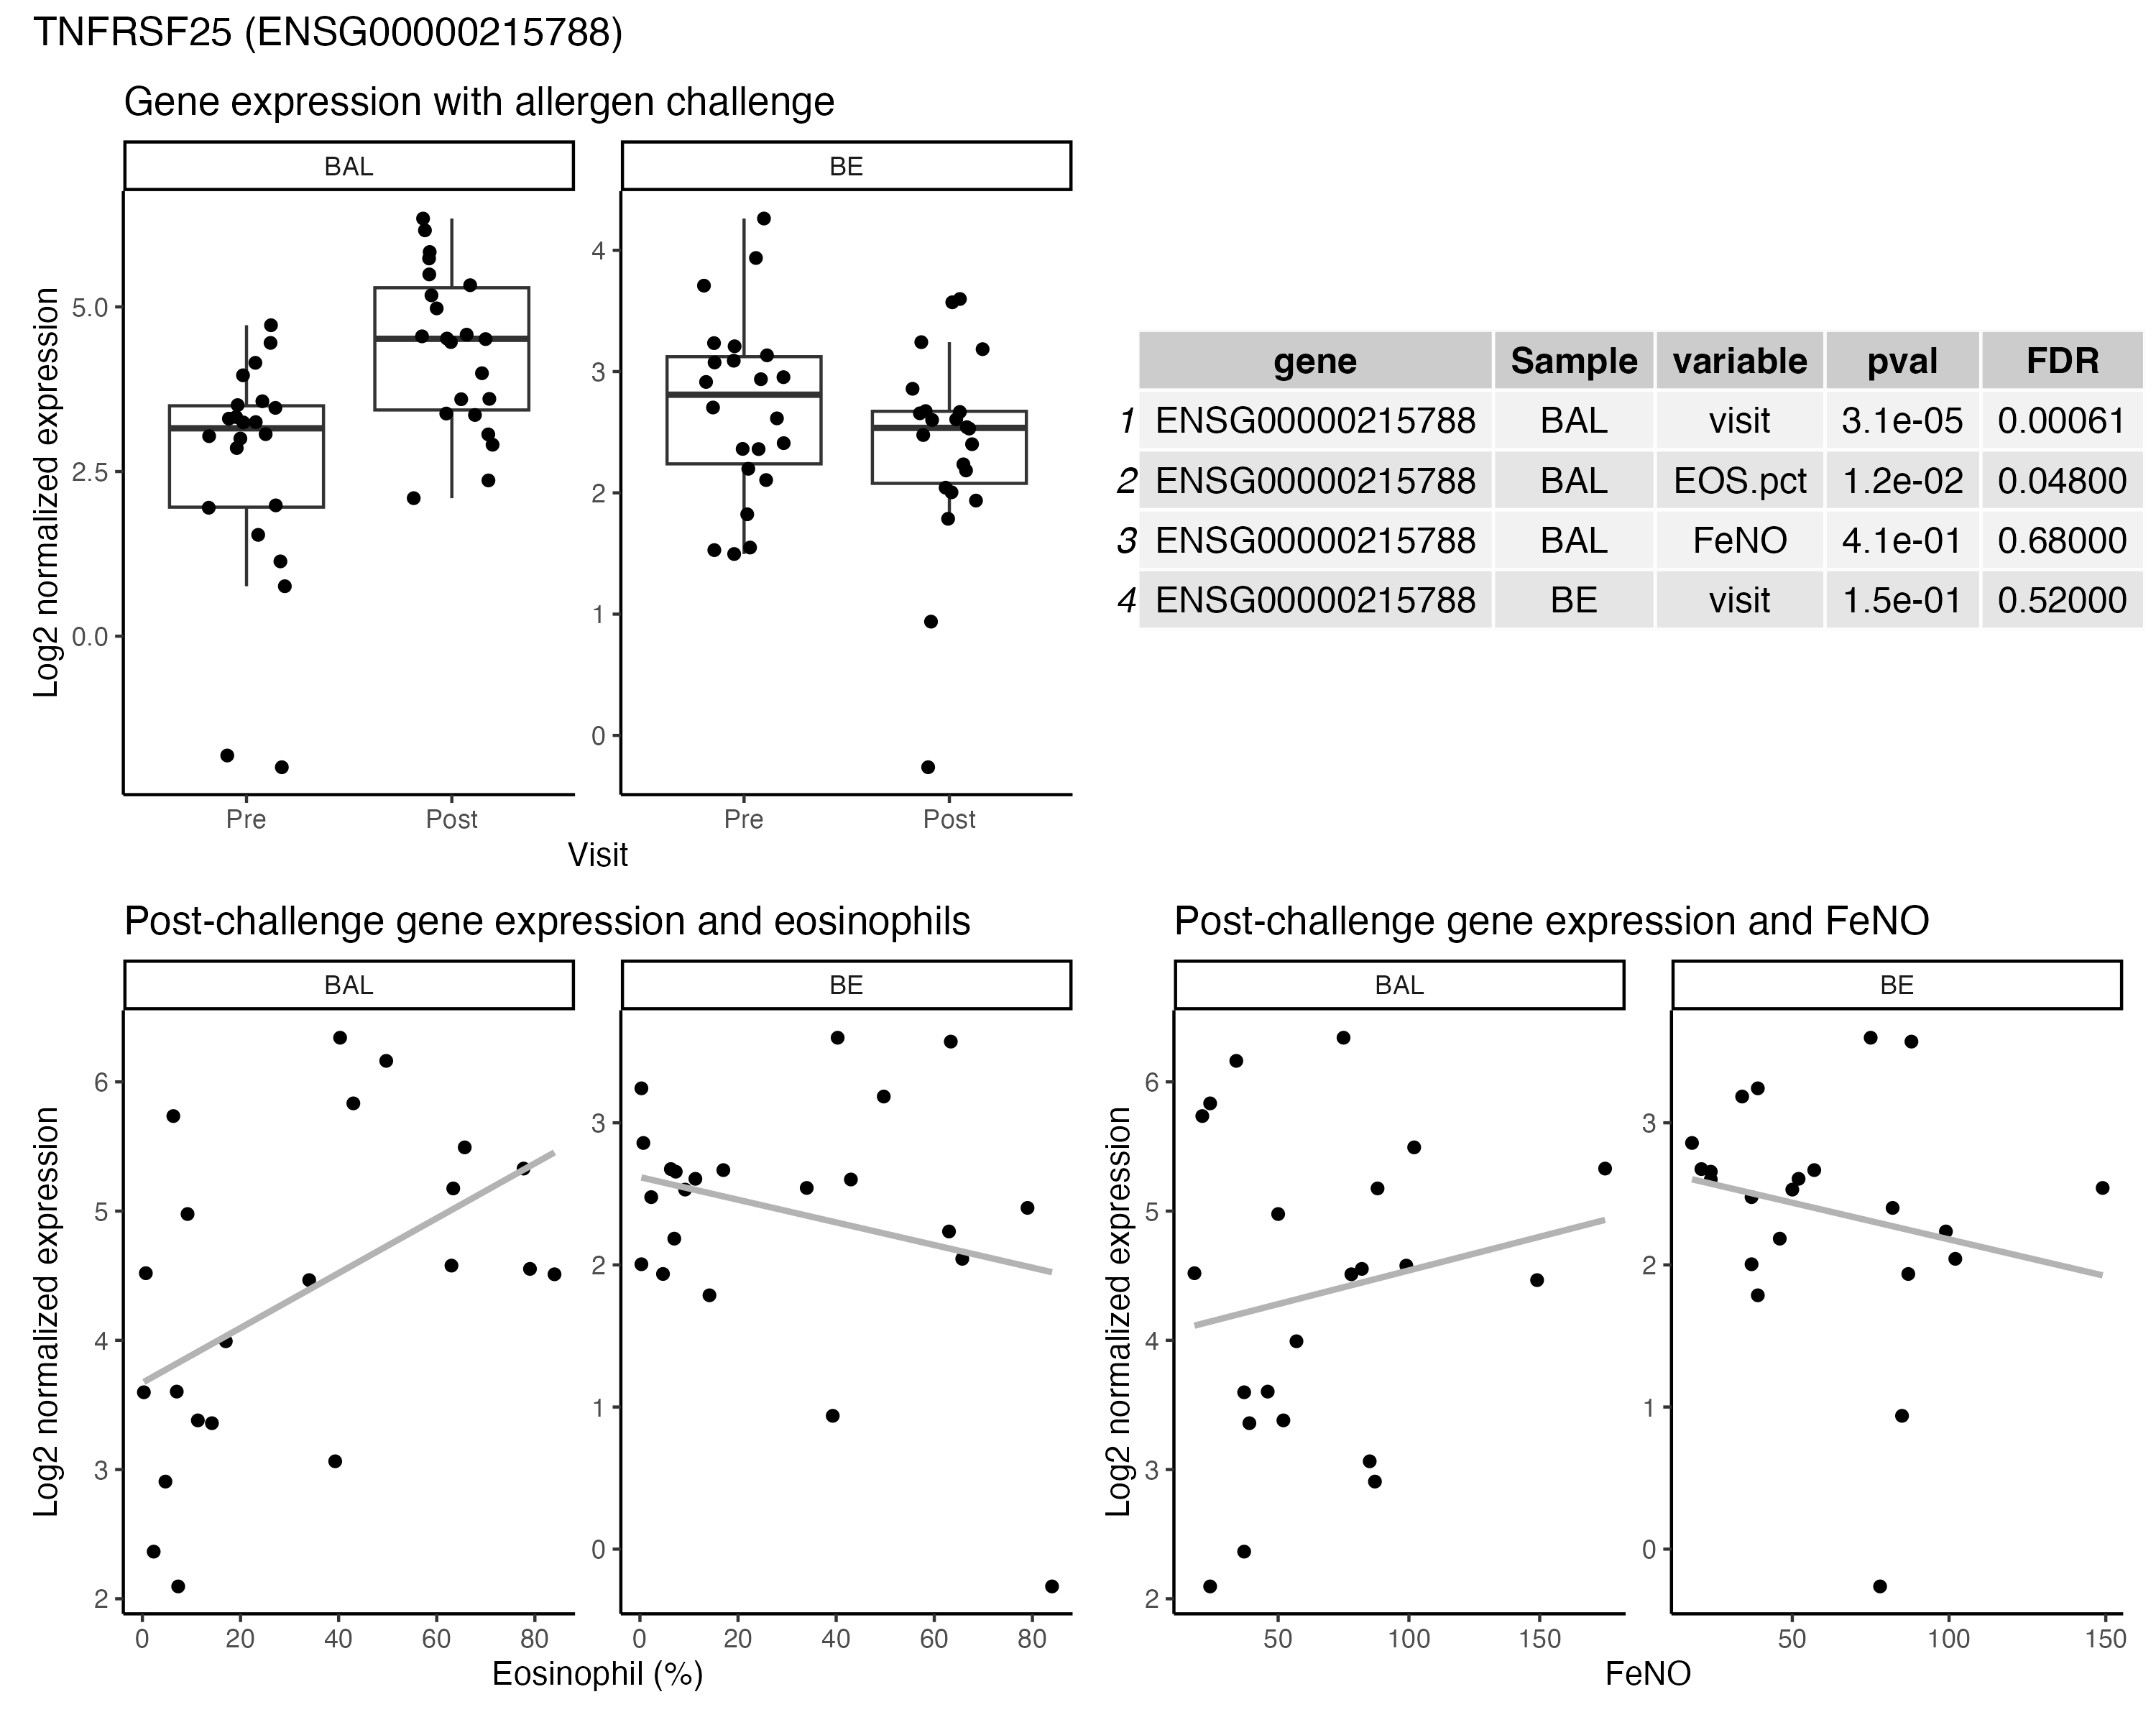 TNFRSF25 (ENSG00000215788)
Gene expression with allergen challenge
BAL
BE
Log2 normalized expression
5.0
2.5
0.0
4
3
2
1
0
Pre
Post
Pre
Post
Visit
gene Sample variable pval FDR
1 ENSG00000215788 BAL visit 3.1e-05 0.00061
2 ENSG00000215788 BAL EOS.pct 1.2e-02 0.04800
3 ENSG00000215788 BAL FeNO 4.1e-01 0.68000
4 ENSG00000215788 BE visit 1.5e-01 0.52000
Post-challenge gene expression and eosinophils
BAL
BE
Log2 normalized expression
6
5
4
3
2
3
2
1
0
0 20 40 60 80
0 20 40 60 80
Eosinophil (%)
Post-challenge gene expression and FeNO
BAL
BE
Log2 normalized expression
6
5
4
3
2
3
2
1
0
50 100 150
50 100 150
FeNO